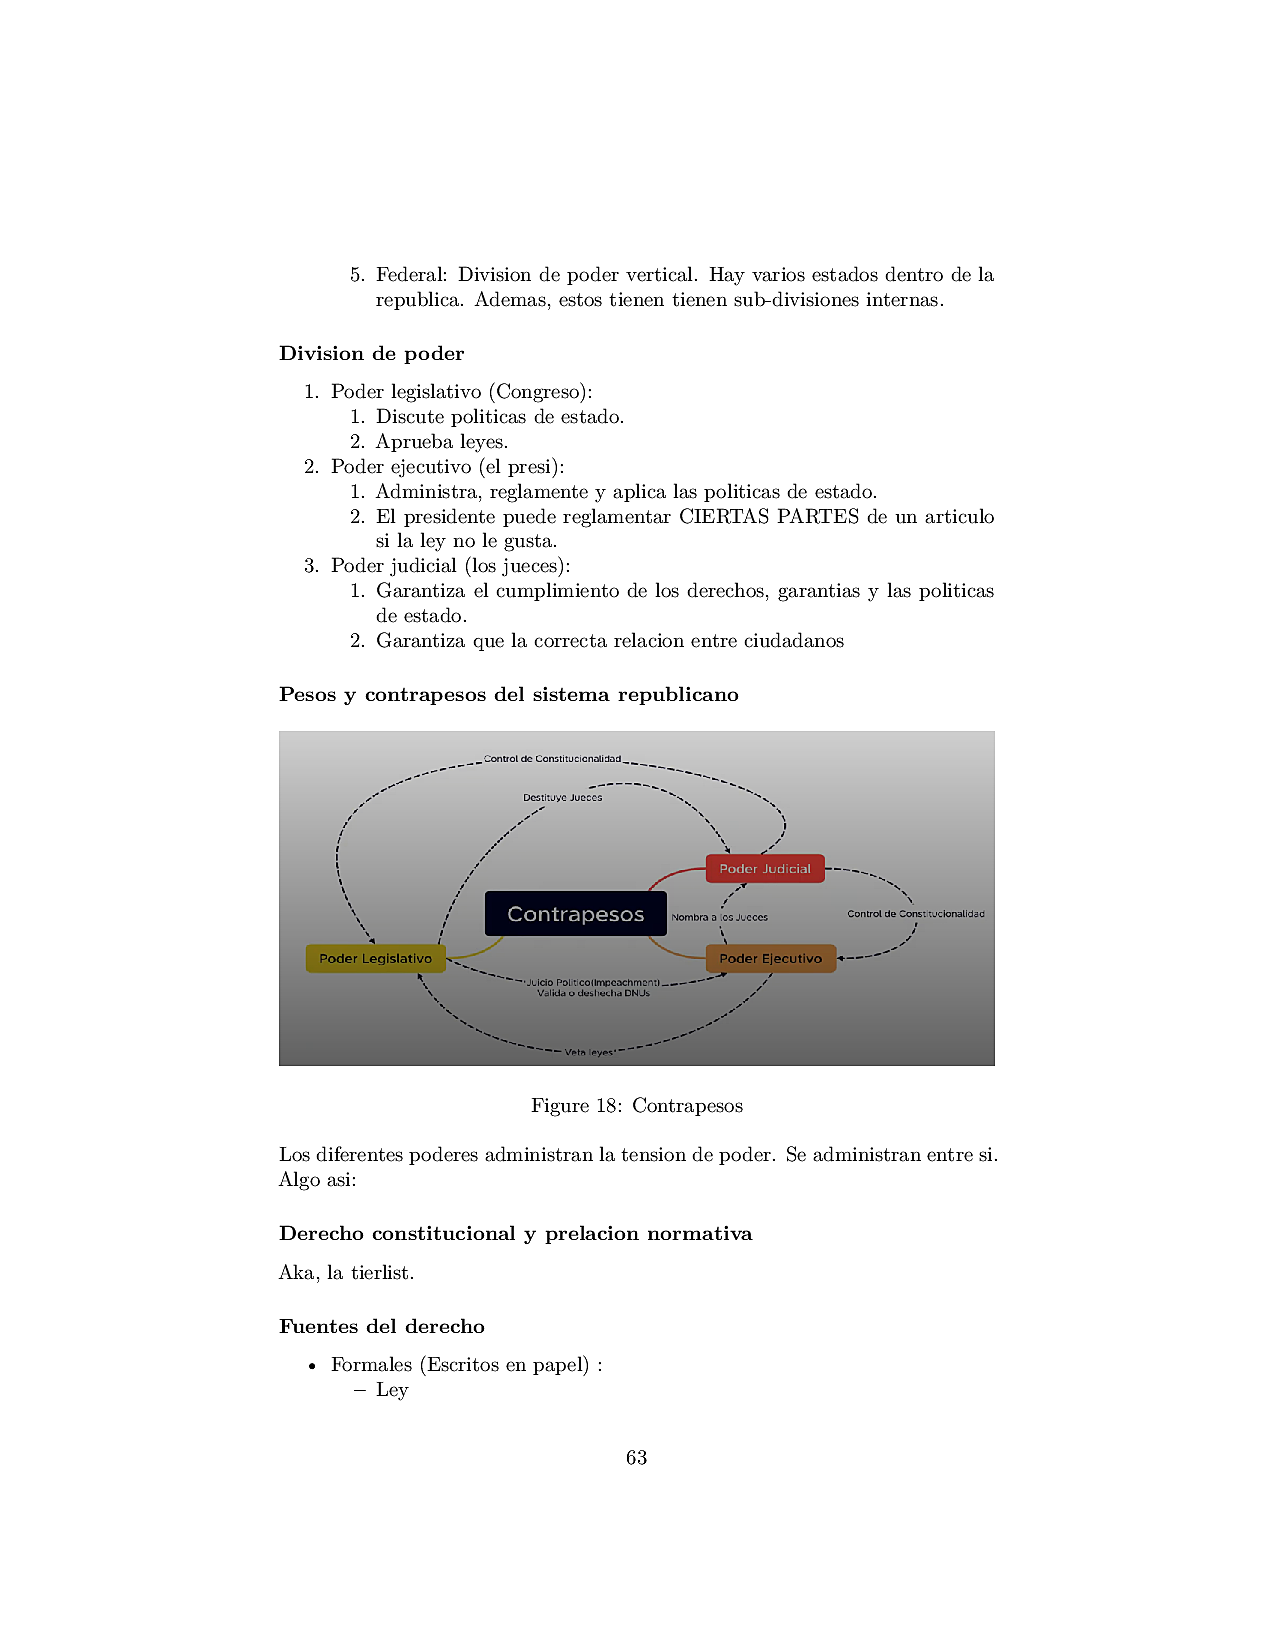 5. Federal: Division de poder vertical. Hay varios estados dentro de la
republica. Ademas, estos tienen tienen sub-divisiones internas.
Division de poder
1. Poder legislativo (Congreso):
1. Discute politicas de estado.
2. Aprueba leyes.
2. Poder ejecutivo (el presi):
1. Administra, reglamente y aplica las politicas de estado.
2. El presidente puede reglamentar CIERTAS PARTES de un articulo
si la ley no le gusta.
3. Poder judicial (los jueces):
1. Garantiza el cumplimiento de los derechos, garantias y las politicas
de estado.
2. Garantiza que la correcta relacion entre ciudadanos
Pesos y contrapesos del sistema republicano
Control de Constitucionalidad
Destituye Jueces
Poder Judicial
Contrapesos
Nombra a los Jueces
Control de Constitucionalidad
Poder Legislativo
Poder Ejecutivo
Juicio Politico(Impeachment)
Valida o deshecha DNUs
Veta leyes
Figure 18: Contrapesos
Los diferentes poderes administran la tension de poder. Se administran entre si.
Algo asi:
Derecho constitucional y prelacion normativa
Aka, la tierlist.
Fuentes del derecho
• Formales (Escritos en papel) :
– Ley
63